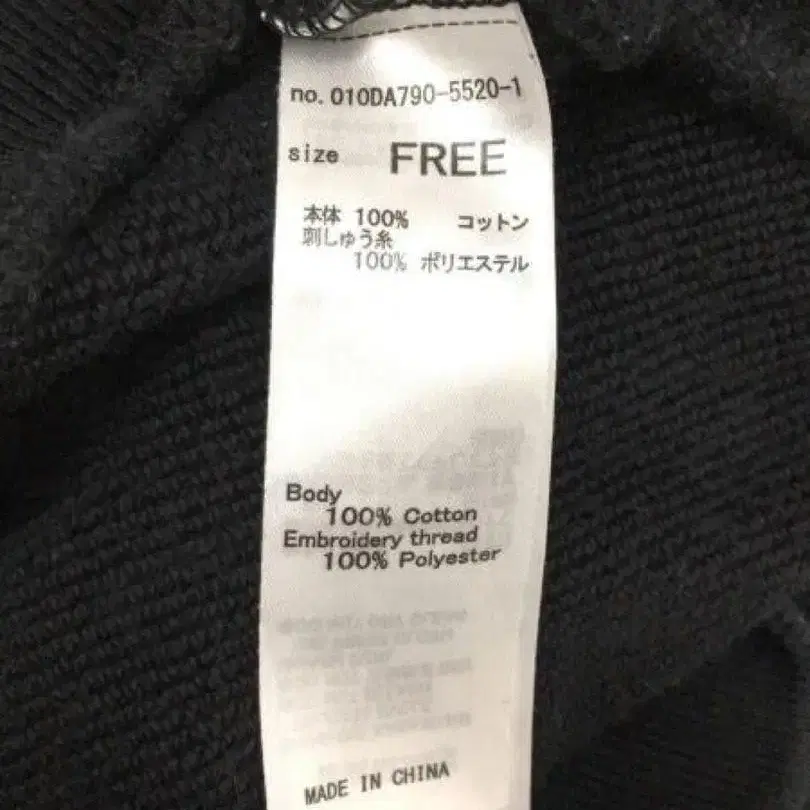 no. 010DA790-5520-1
size FREE
本体 100% コットン
刺しゅう糸
100% ポリエステル
Body
100% Cotton
Embroidery thread
100% Polyester
MADE IN CHINA